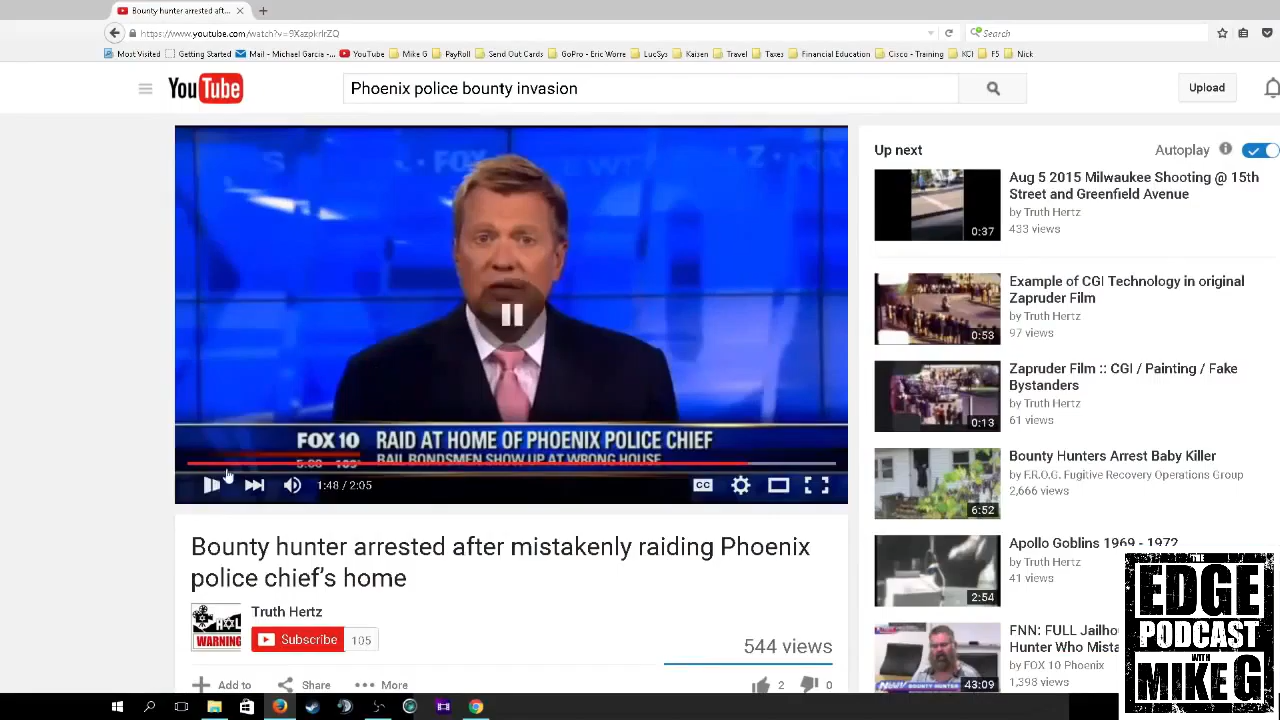 Bounty hunter arrested aft...
https://www.youtube.com/watch?v=9XazpkrlrZQ
Search
Most Visited Getting Started Mail - Michael Garcia -... YouTube Mike G PayRoll Send Out Cards GoPro - Eric Worre LucSys Kaisen Travel Taxes Financial Education Cisco - Training KCI F5 Nick
YouTube
Phoenix police bounty invasion
Upload
FOX
FOX 10
RAID AT HOME OF PHOENIX POLICE CHIEF
BAIL BONDSMEN SHOW UP AT WRONG HOUSE
1:48 / 2:05
CC
Bounty hunter arrested after mistakenly raiding Phoenix
police chief's home
Truth Hertz
WARNING
Subscribe 105
544 views
Add to Share More
2 0
Up next
Autoplay
Aug 5 2015 Milwaukee Shooting @ 15th
Street and Greenfield Avenue
by Truth Hertz
433 views
0:37
Example of CGI Technology in original
Zapruder Film
by Truth Hertz
97 views
0:53
Zapruder Film :: CGI / Painting / Fake
Bystanders
by Truth Hertz
61 views
0:13
Bounty Hunters Arrest Baby Killer
by F.R.O.G. Fugitive Recovery Operations Group
2,666 views
6:52
Apollo Goblins 1969 - 1972
by Truth Hertz
41 views
2:54
FNN: FULL Jailho
Hunter Who Mista
by FOX 10 Phoenix
1,398 views
BOUNTY HUNTER
43:09
THE
EDGE
PODCAST
WITH
MIKE G